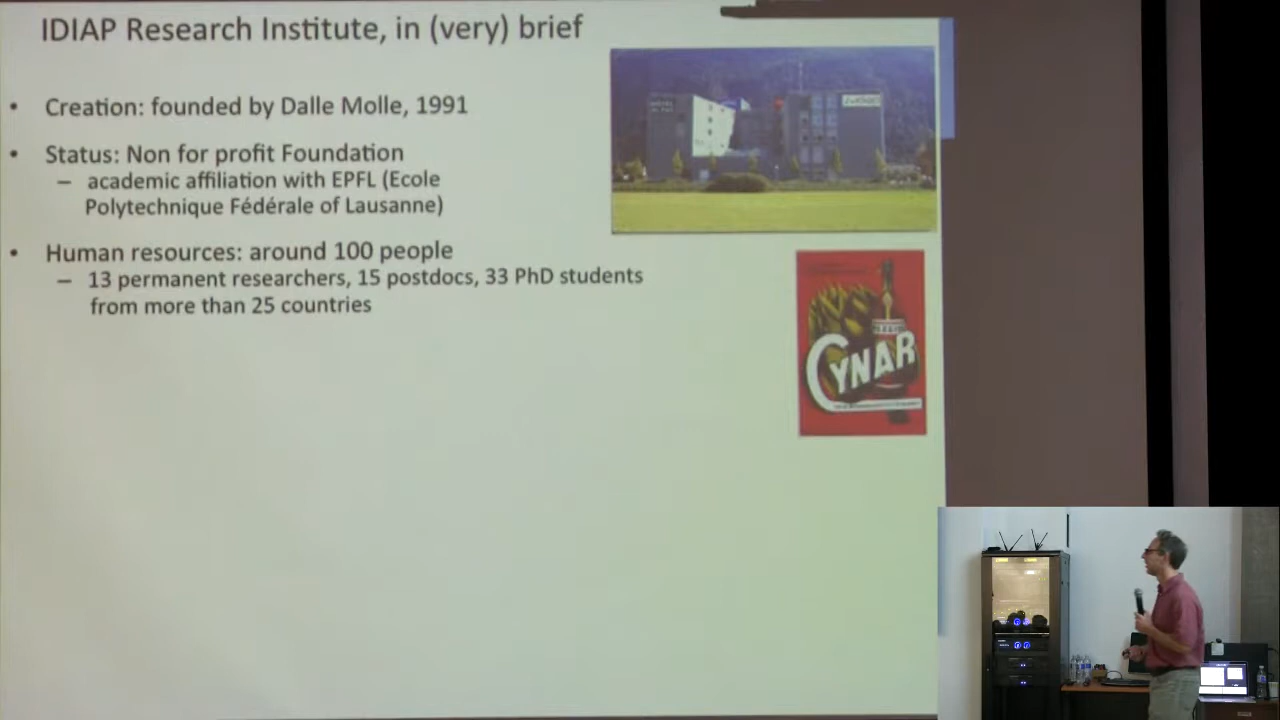 IDIAP Research Institute, in (very) brief
• Creation: founded by Dalle Molle, 1991
• Status: Non for profit Foundation
– academic affiliation with EPFL (Ecole
Polytechnique Fédérale of Lausanne)
• Human resources: around 100 people
– 13 permanent researchers, 15 postdocs, 33 PhD students
from more than 25 countries
CYNAR